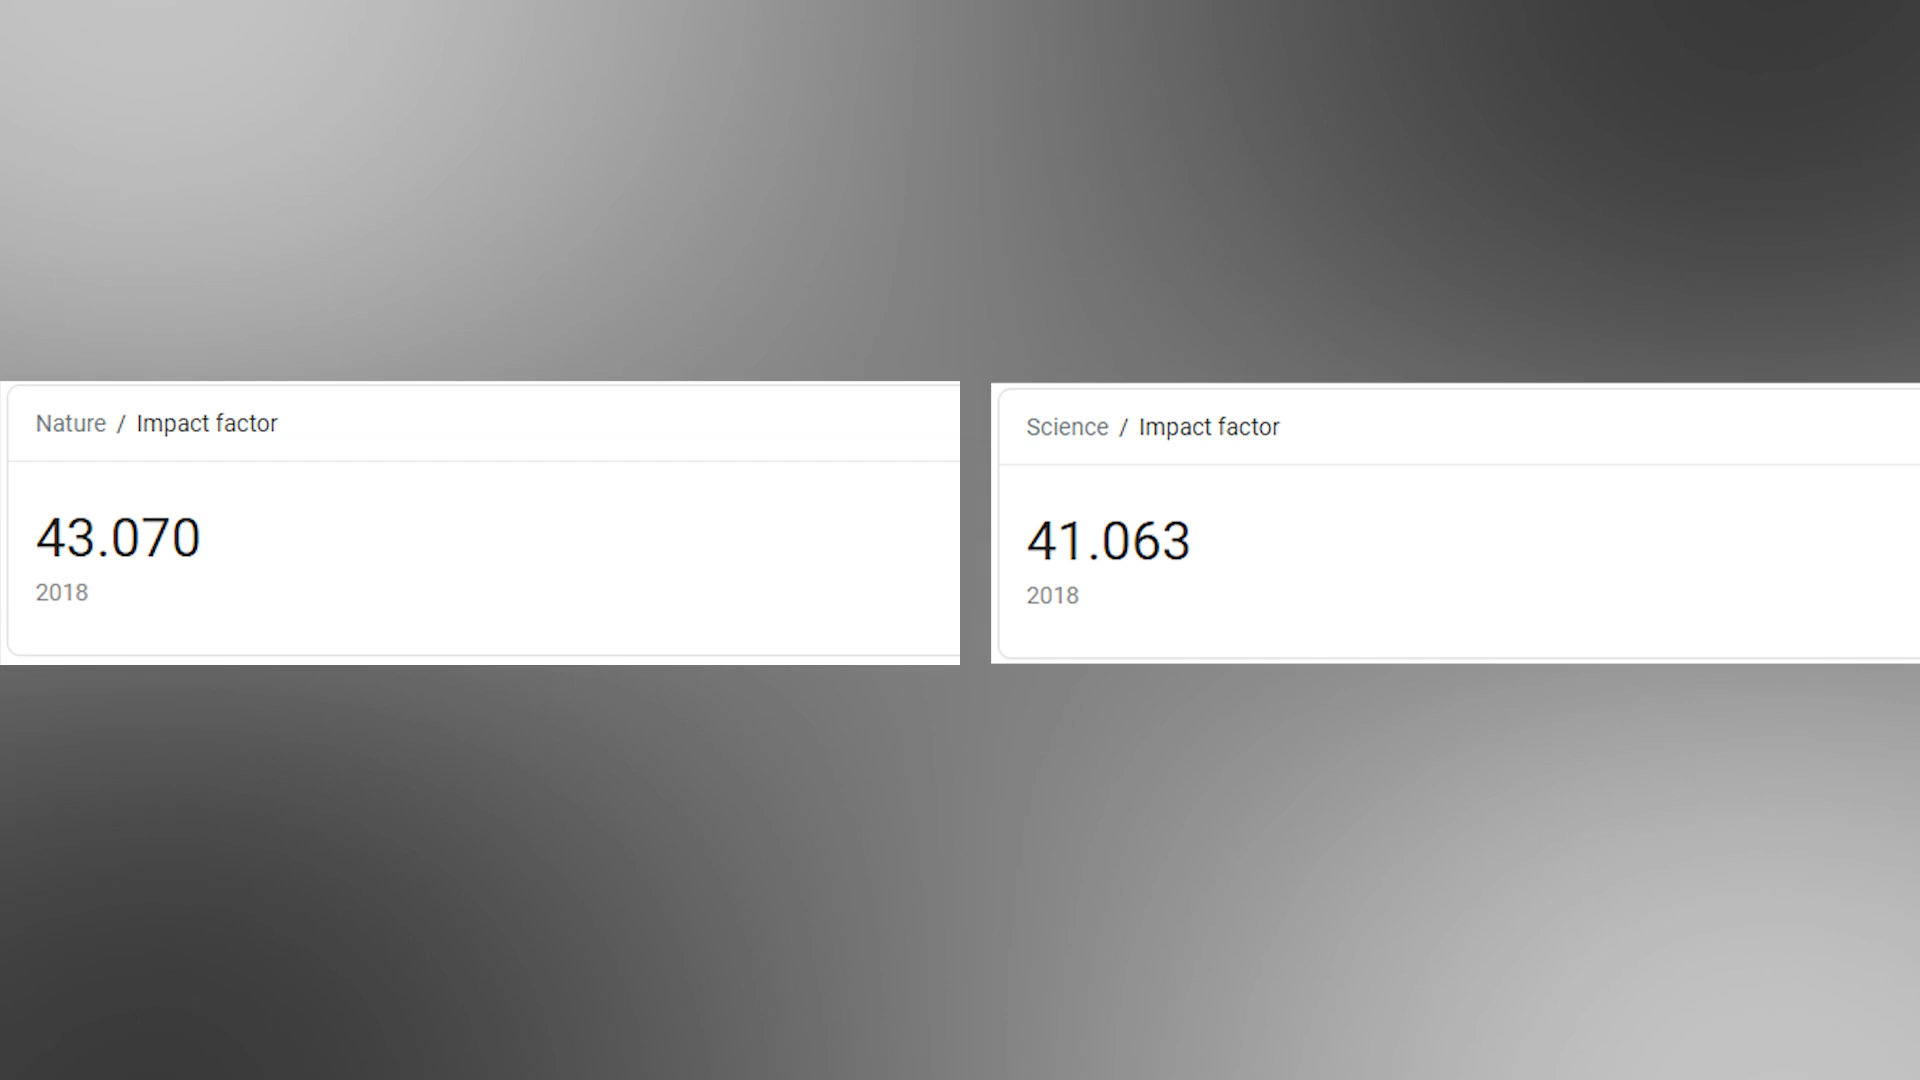 Nature / Impact factor
43.070
2018
Science / Impact factor
41.063
2018